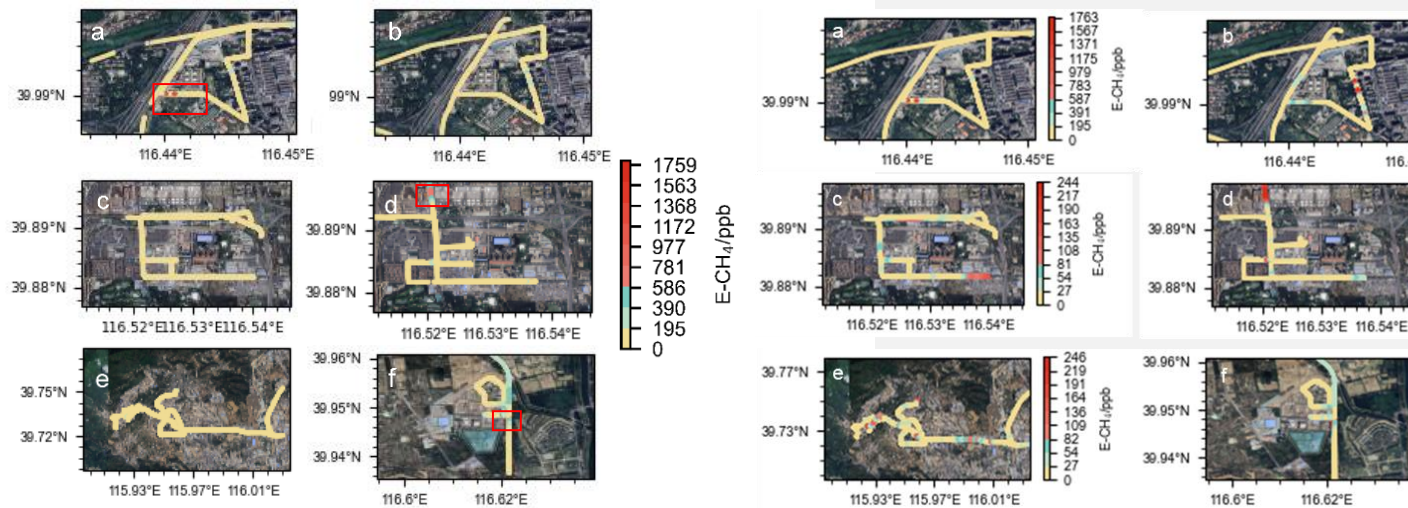 a
39.99°N
116.44°E
116.45°E
b
99°N
116.44°E
116.45°E
c
39.89°N
39.88°N
116.52°E116.53°E116.54°E
d
39.89°N
39.88°N
116.52°E
116.53°E
116.54°E
e
39.75°N
39.72°N
115.93°E
115.97°E
116.01°E
f
39.96°N
39.95°N
39.94°N
116.6°E
116.62°E
1759
1563
1368
1172
977
781
586
390
195
0
E-CH₄/ppb
a
39.99°N
116.44°E
116.45°E
1763
1567
1371
1175
979
783
587
391
195
0
E-CH₄/ppb
b
39.99°N
116.44°E
116.
c
39.89°N
39.88°N
116.52°E
116.53°E
116.54°E
244
217
190
163
135
108
81
54
27
0
E-CH₄/ppb
d
39.89°N
39.88°N
116.52°E
116.53°E
116.54°E
e
39.77°N
39.73°N
115.93°E
115.97°E
116.01°E
246
219
191
164
136
109
82
54
27
0
E-CH₄/ppb
f
39.96°N
39.95°N
39.94°N
116.6°E
116.62°E